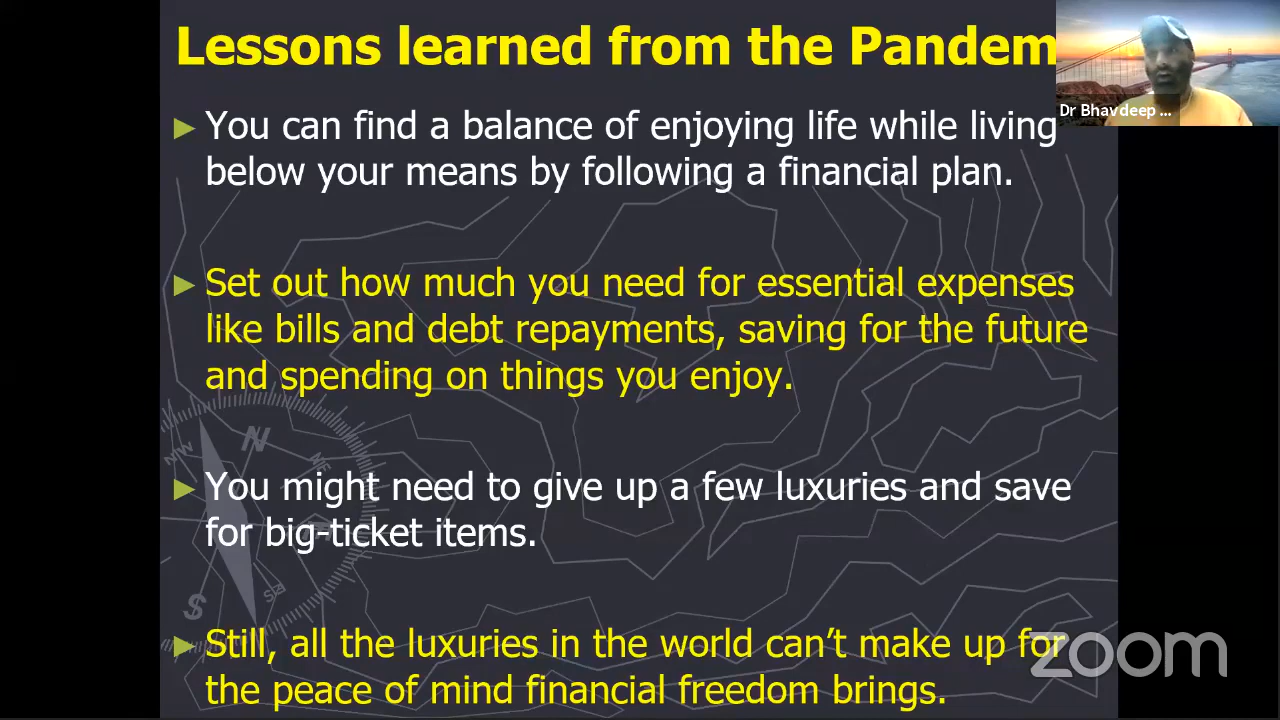 Lessons learned from the Pandem
Dr Bhavdeep ...
► You can find a balance of enjoying life while living
below your means by following a financial plan.
► Set out how much you need for essential expenses
like bills and debt repayments, saving for the future
and spending on things you enjoy.
► You might need to give up a few luxuries and save
for big-ticket items.
► Still, all the luxuries in the world can’t make up for
the peace of mind financial freedom brings.
zoom
N
NW
NE
S